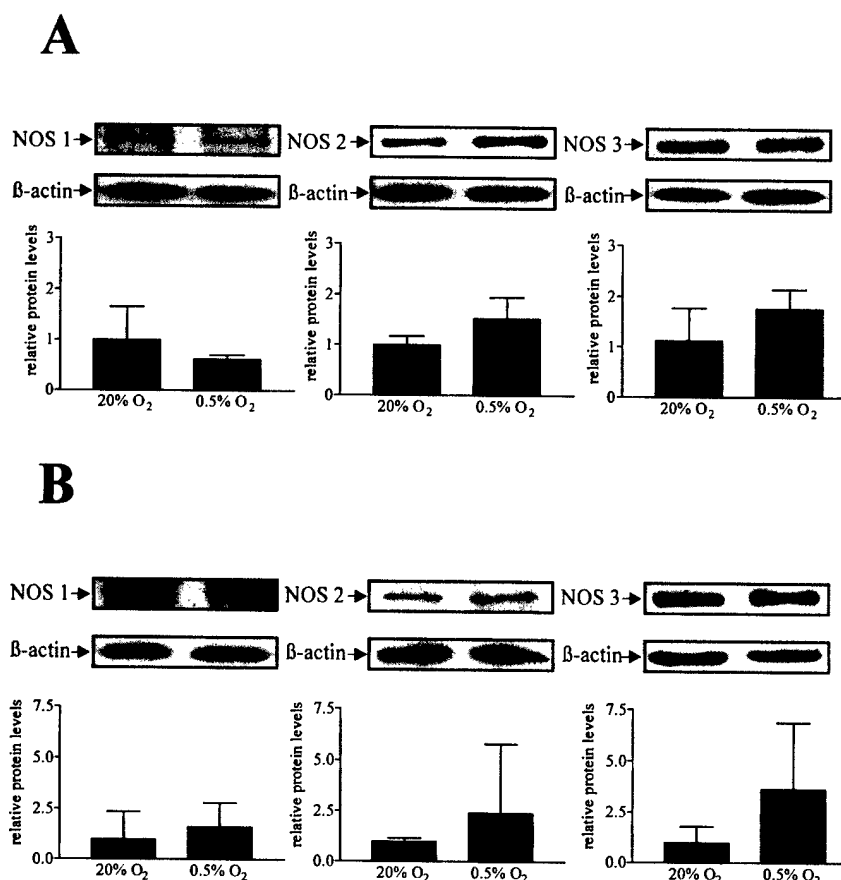 A
NOS 1
NOS 2
NOS 3
ß-actin
ß-actin
ß-actin
relative protein levels
3
2
1
0
20% O2
0.5% O2
relative protein levels
3
2
1
0
20% O2
0.5% O2
relative protein levels
3
2
1
0
20% O2
0.5% O2
B
NOS 1
NOS 2
NOS 3
ß-actin
ß-actin
ß-actin
relative protein levels
7.5
5.0
2.5
0.0
20% O2
0.5% O2
relative protein levels
7.5
5.0
2.5
0.0
20% O2
0.5% O2
relative protein levels
7.5
5.0
2.5
0.0
20% O2
0.5% O2